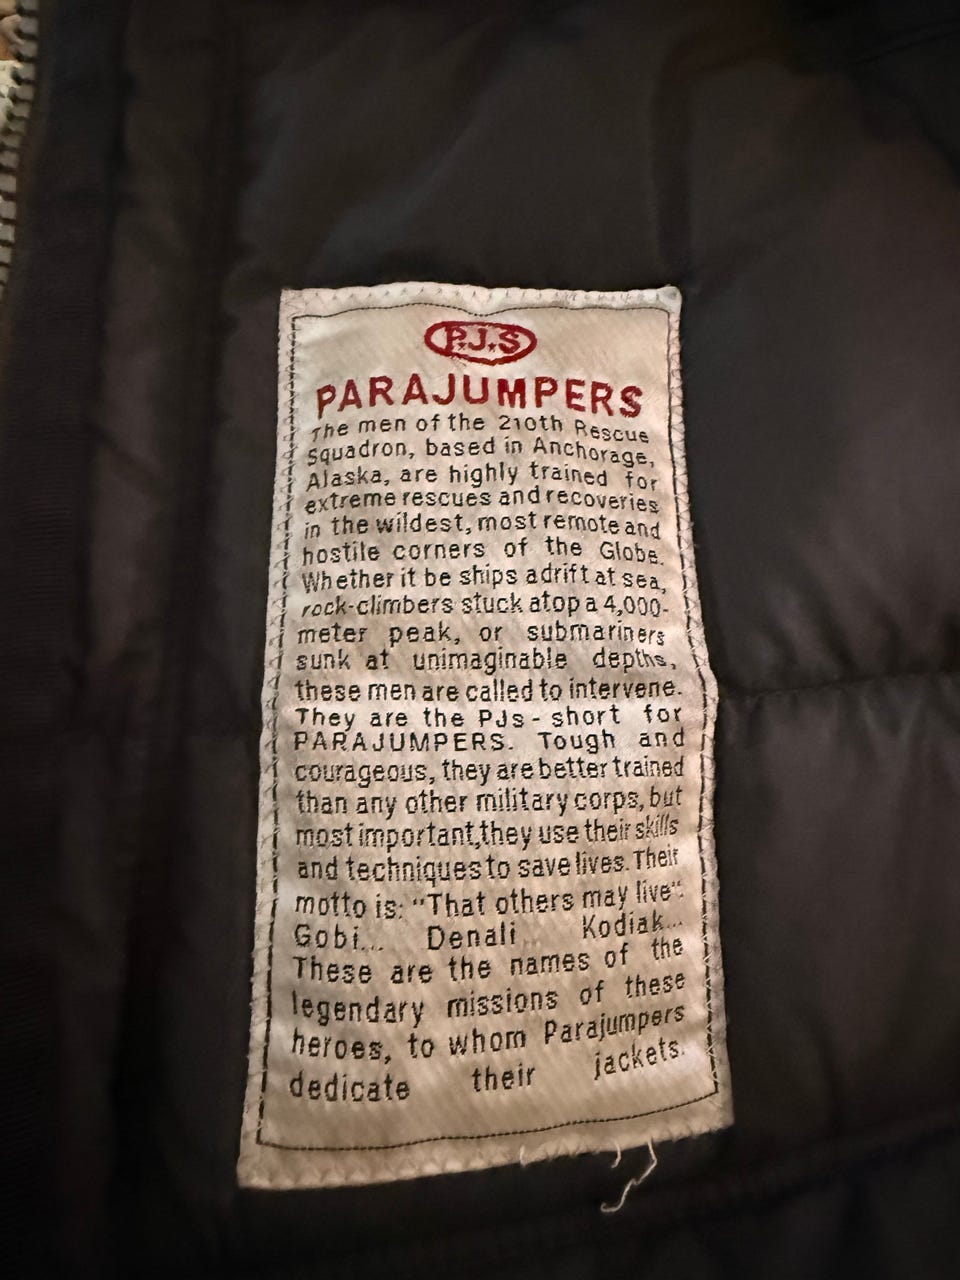 P.J.S
PARAJUMPERS
The men of the 210th Rescue
Squadron, based in Anchorage,
Alaska, are highly trained for
extreme rescues and recoveries
in the wildest, most remote and
hostile corners of the Globe.
Whether it be ships adrift at sea,
rock-climbers stuck atop a 4,000-
meter peak, or submariners
sunk at unimaginable depths,
these men are called to intervene.
They are the PJs - short for
PARAJUMPERS. Tough and
courageous, they are better trained
than any other military corps, but
most important,they use their skills
and techniques to save lives. Their
motto is: "That others may live".
Gobi... Denali... Kodiak...
These are the names of the
legendary missions of these
heroes, to whom Parajumpers
dedicate their jackets.